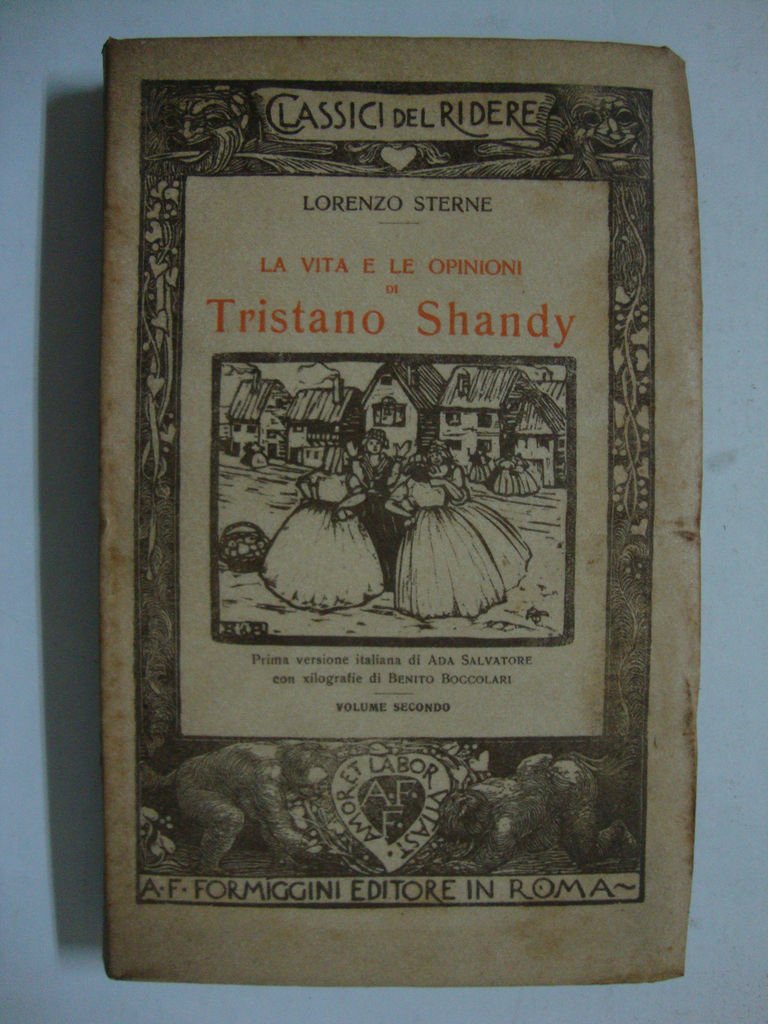 CLASSICI DEL RIDERE
LORENZO STERNE
LA VITA E LE OPINIONI
DI
Tristano Shandy
Prima versione italiana di ADA SALVATORE
con xilografie di BENITO BOCCOLARI
VOLUME SECONDO
AMOR ET LABOR VITAST
A·F·
F·
A·F· FORMIGGINI EDITORE IN ROMA~